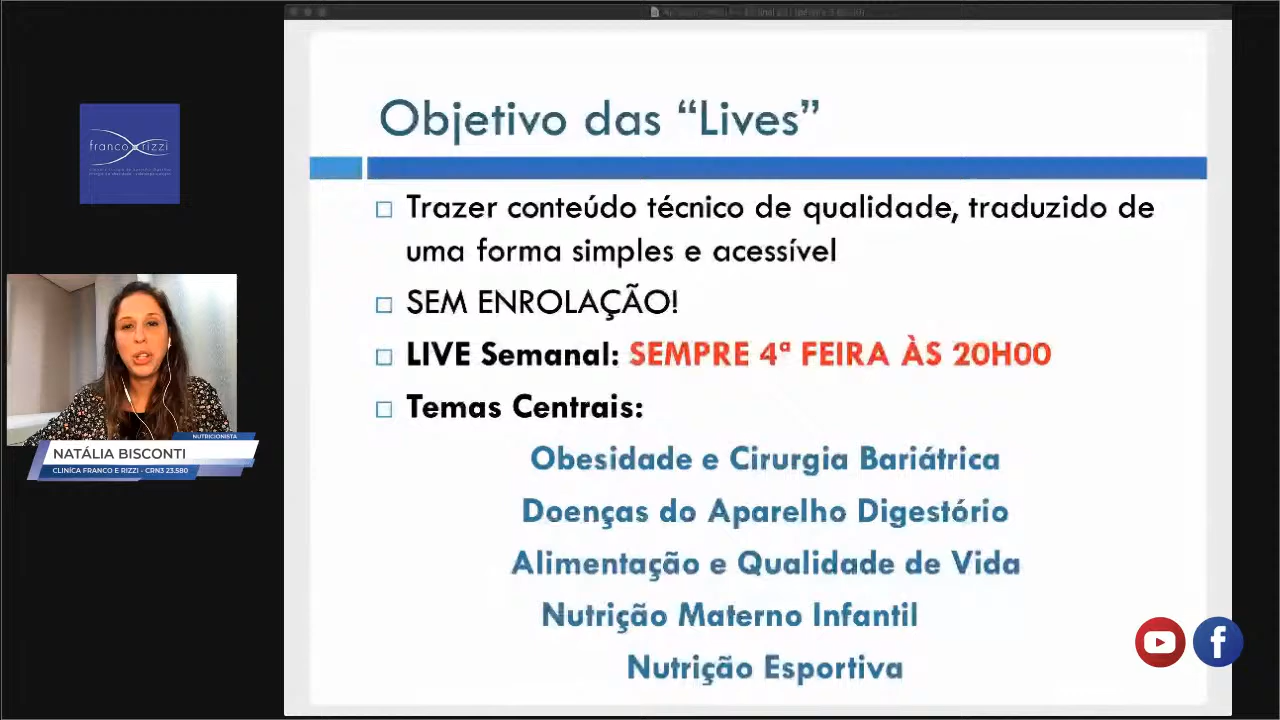 Objetivo das “Lives”
Trazer conteúdo técnico de qualidade, traduzido de
uma forma simples e acessível
SEM ENROLAÇÃO!
LIVE Semanal: SEMPRE 4ª FEIRA ÀS 20H00
Temas Centrais:
Obesidade e Cirurgia Bariátrica
Doenças do Aparelho Digestório
Alimentação e Qualidade de Vida
Nutrição Materno Infantil
Nutrição Esportiva
franco rizzi
NUTRICIONISTA
NATÁLIA BISCONTI
CLINÍCA FRANCO E RIZZI - CRN3 23.580